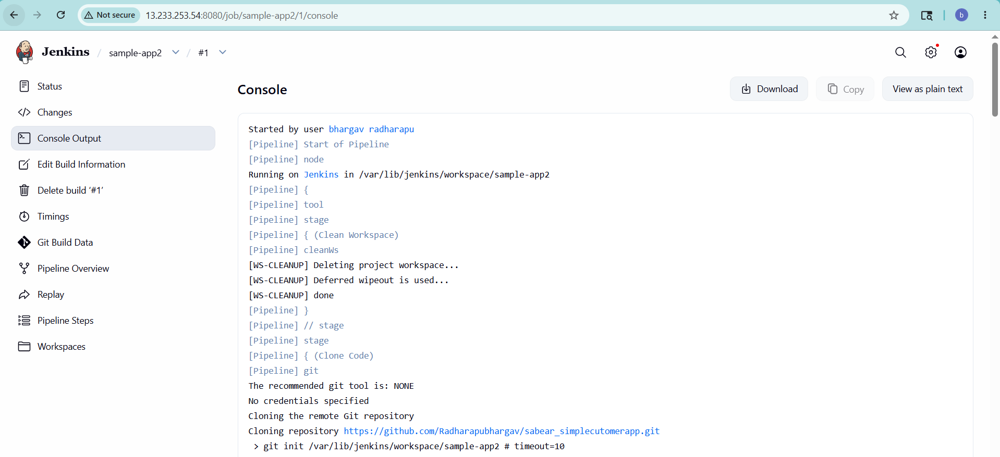 Not secure 13.233.253.54:8080/job/sample-app2/1/console b
Jenkins / sample-app2 / #1
Status
Changes
Console Output
Edit Build Information
Delete build ‘#1’
Timings
Git Build Data
Pipeline Overview
Replay
Pipeline Steps
Workspaces
Console
Download
Copy
View as plain text
Started by user bhargav radharapu
[Pipeline] Start of Pipeline
[Pipeline] node
Running on Jenkins in /var/lib/jenkins/workspace/sample-app2
[Pipeline] {
[Pipeline] tool
[Pipeline] stage
[Pipeline] { (Clean Workspace)
[Pipeline] cleanWs
[WS-CLEANUP] Deleting project workspace...
[WS-CLEANUP] Deferred wipeout is used...
[WS-CLEANUP] done
[Pipeline] }
[Pipeline] // stage
[Pipeline] stage
[Pipeline] { (Clone Code)
[Pipeline] git
The recommended git tool is: NONE
No credentials specified
Cloning the remote Git repository
Cloning repository https://github.com/Radharapubhargav/sabear_simplecutomerapp.git
 > git init /var/lib/jenkins/workspace/sample-app2 # timeout=10